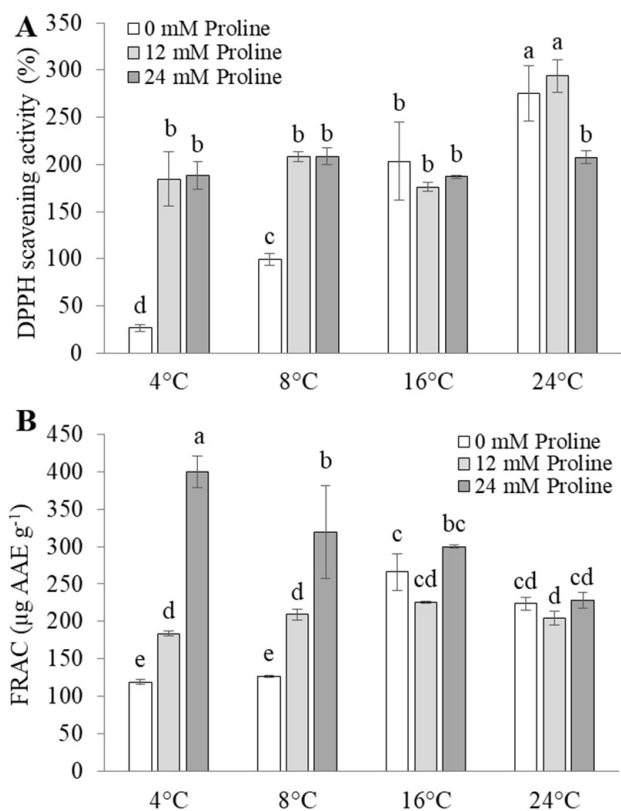 A
DPPH scavening activity (%)
350
300
250
200
150
100
50
0
0 mM Proline
12 mM Proline
24 mM Proline
d
b
b
c
b
b
b
b
b
a
a
b
4°C
8°C
16°C
24°C
B
FRAC (µg AAE g⁻¹)
450
400
350
300
250
200
150
100
50
0
0 mM Proline
12 mM Proline
24 mM Proline
e
d
a
e
d
b
c
cd
bc
cd
d
cd
4°C
8°C
16°C
24°C